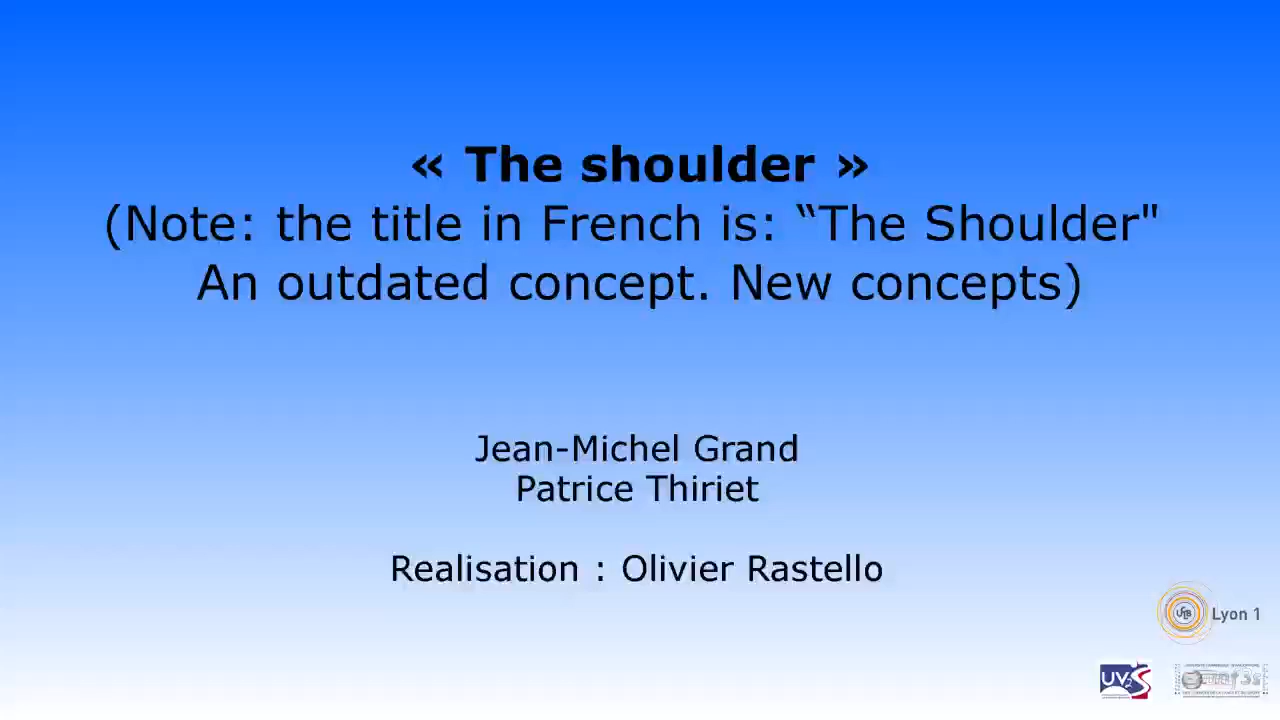 « The shoulder »
(Note: the title in French is: “The Shoulder"
An outdated concept. New concepts)
Jean-Michel Grand
Patrice Thiriet
Realisation : Olivier Rastello
Lyon 1
UV2S